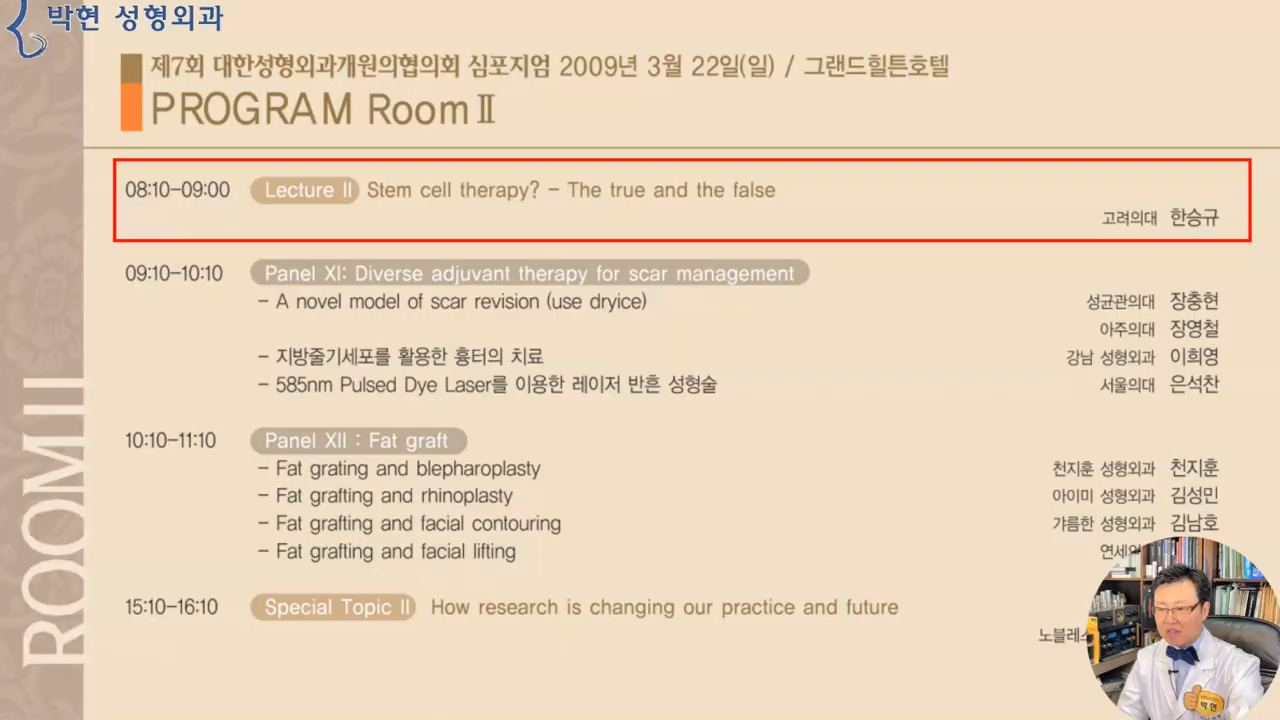 박현 성형외과
제7회 대한성형외과개원의협의회 심포지엄 2009년 3월 22일(일) / 그랜드힐튼호텔
PROGRAM Room Ⅱ
08:10-09:00 Lecture Ⅱ Stem cell therapy? - The true and the false
고려의대 한승규
09:10-10:10 Panel XI: Diverse adjuvant therapy for scar management
- A novel model of scar revision (use dryice) 성균관의대 장충현
아주의대 장영철
- 지방줄기세포를 활용한 흉터의 치료 강남 성형외과 이희영
- 585nm Pulsed Dye Laser를 이용한 레이저 반흔 성형술 서울의대 은석찬
10:10-11:10 Panel XII : Fat graft
- Fat grating and blepharoplasty 천지훈 성형외과 천지훈
- Fat grafting and rhinoplasty 아이미 성형외과 김성민
- Fat grafting and facial contouring 갸름한 성형외과 김남호
- Fat grafting and facial lifting
15:10-16:10 Special Topic Ⅱ How research is changing our practice and future
노블레스
ROOM II
박현